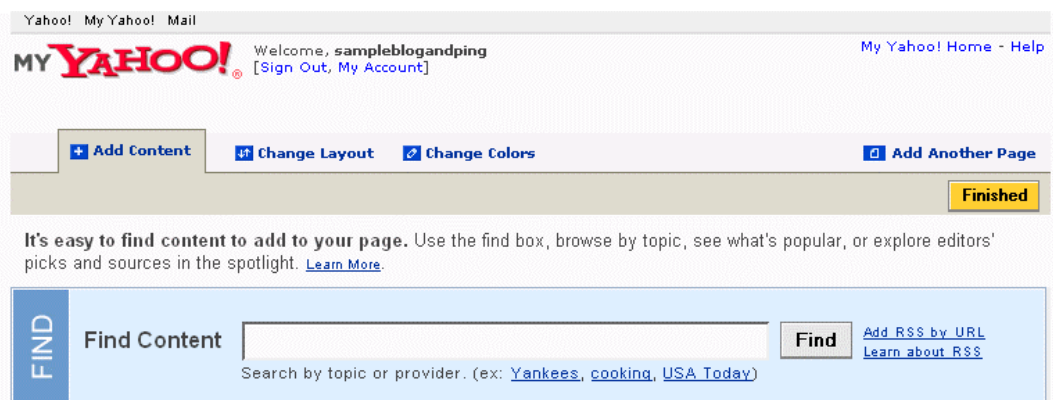 Yahoo! My Yahoo! Mail
MY YAHOO!® Welcome, sampleblogandping
[Sign Out, My Account]
My Yahoo! Home - Help
Add Content Change Layout Change Colors Add Another Page
Finished
It's easy to find content to add to your page. Use the find box, browse by topic, see what's popular, or explore editors'
picks and sources in the spotlight. Learn More.
FIND
Find Content Find Add RSS by URL
Learn about RSS
Search by topic or provider. (ex: Yankees, cooking, USA Today)